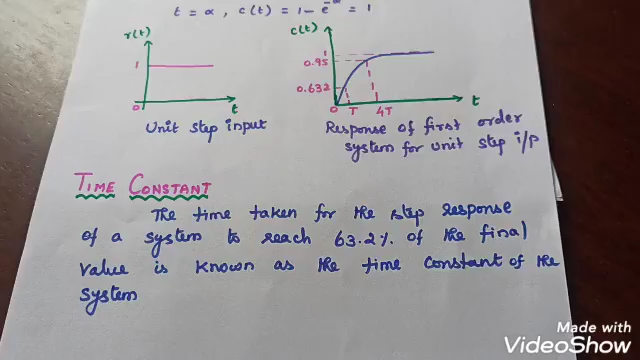 t = α , c(t) = 1 - e^-α = 1
r(t)
1
0
t
Unit step input
c(t)
1
0.95
0.632
0 T 4T
t
Response of first order
system for unit step i/p
TIME CONSTANT
The time taken for the step response
of a system to reach 63.2% of the final
value is known as the time constant of the
system
Made with
VideoShow